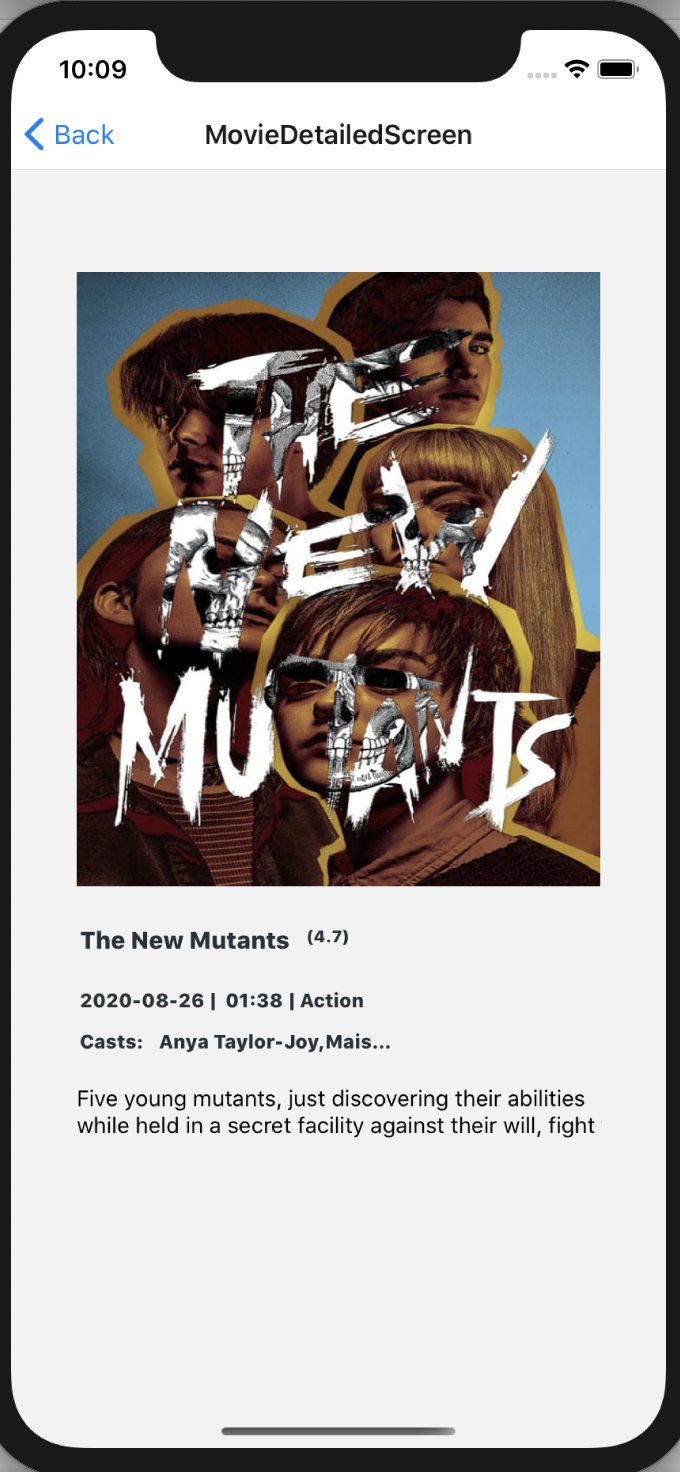 10:09
Back MovieDetailedScreen
THE
NEW
MUTANTS
The New Mutants (4.7)
2020-08-26 | 01:38 | Action
Casts: Anya Taylor-Joy,Mais...
Five young mutants, just discovering their abilities
while held in a secret facility against their will, fight